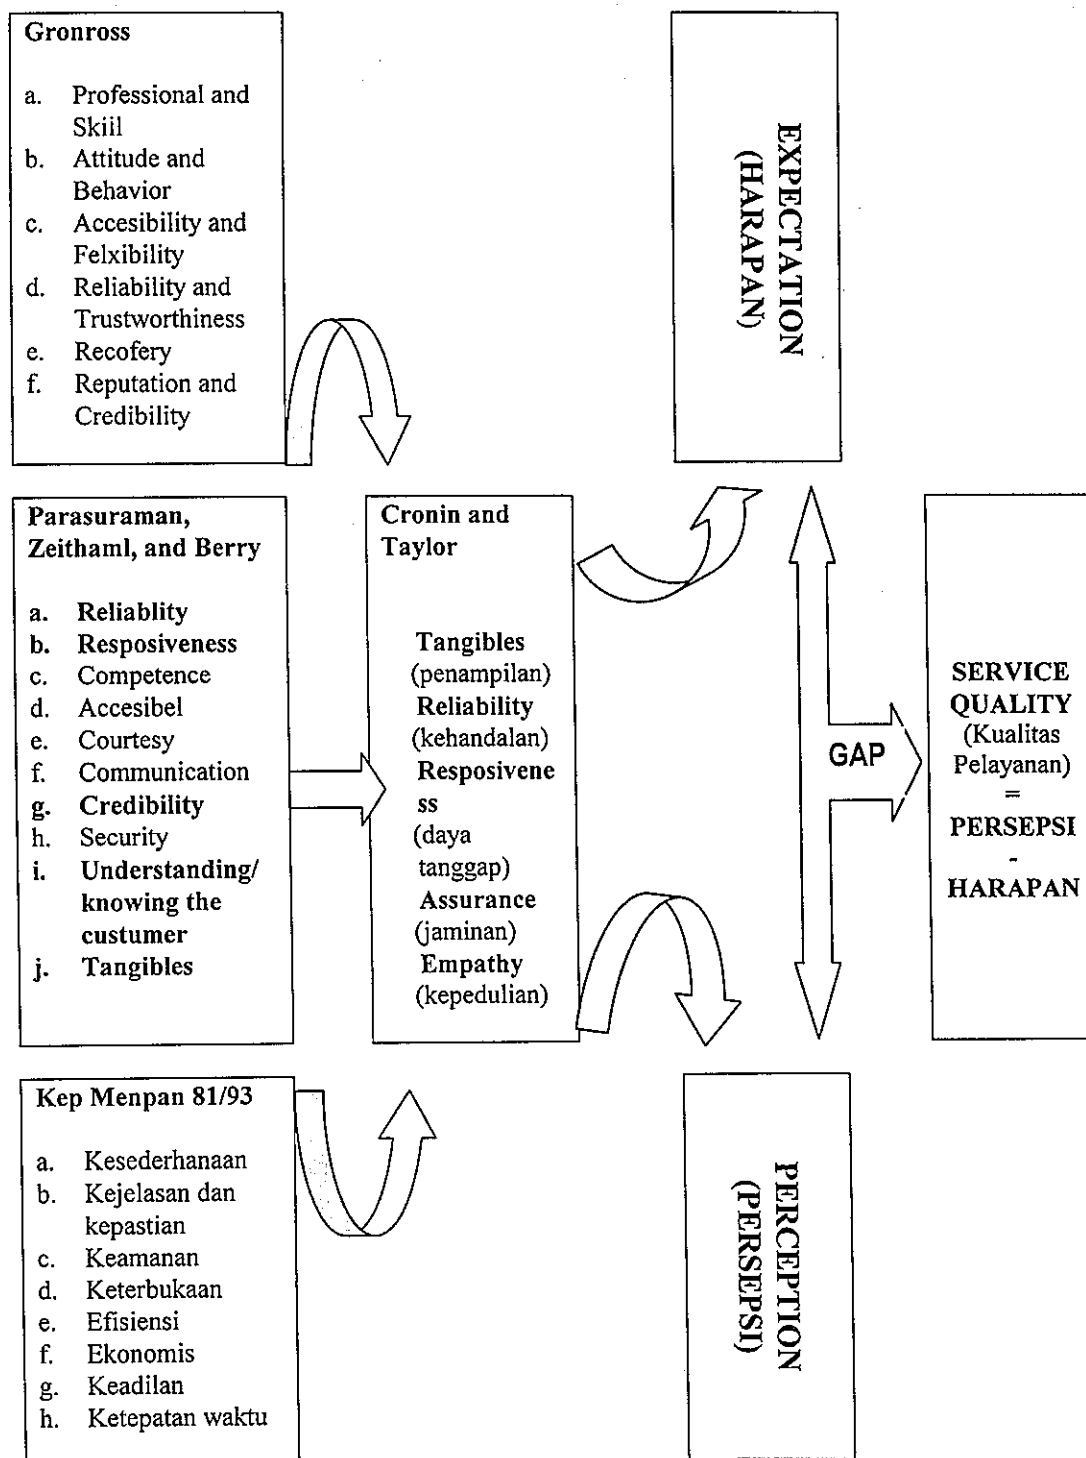 Gronross
a. Professional and
Skiil
b. Attitude and
Behavior
c. Accesibility and
Felxibility
d. Reliability and
Trustworthiness
e. Recofery
f. Reputation and
Credibility
EXPECTATION
(HARAPAN)
Parasuraman,
Zeithaml, and Berry
a. Reliablity
b. Resposiveness
c. Competence
d. Accesibel
e. Courtesy
f. Communication
g. Credibility
h. Security
i. Understanding/
knowing the
custumer
j. Tangibles
Cronin and
Taylor
Tangibles
(penampilan)
Reliability
(kehandalan)
Resposivene
ss
(daya
tanggap)
Assurance
(jaminan)
Empathy
(kepedulian)
GAP
SERVICE
QUALITY
(Kualitas
Pelayanan)
=
PERSEPSI
-
HARAPAN
Kep Menpan 81/93
a. Kesederhanaan
b. Kejelasan dan
kepastian
c. Keamanan
d. Keterbukaan
e. Efisiensi
f. Ekonomis
g. Keadilan
h. Ketepatan waktu
PERCEPTION
(PERSEPSI)